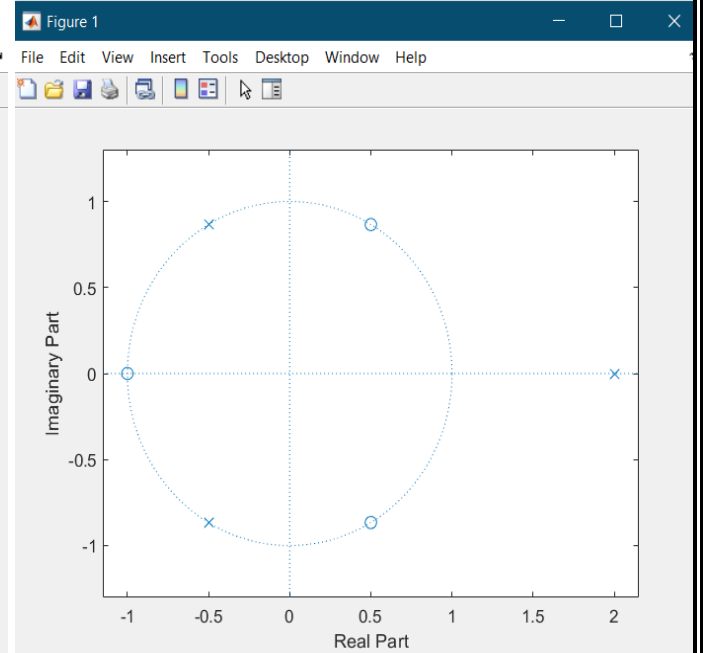 Figure 1
File Edit View Insert Tools Desktop Window Help
1
0.5
0
-0.5
-1
Imaginary Part
-1 -0.5 0 0.5 1 1.5 2
Real Part